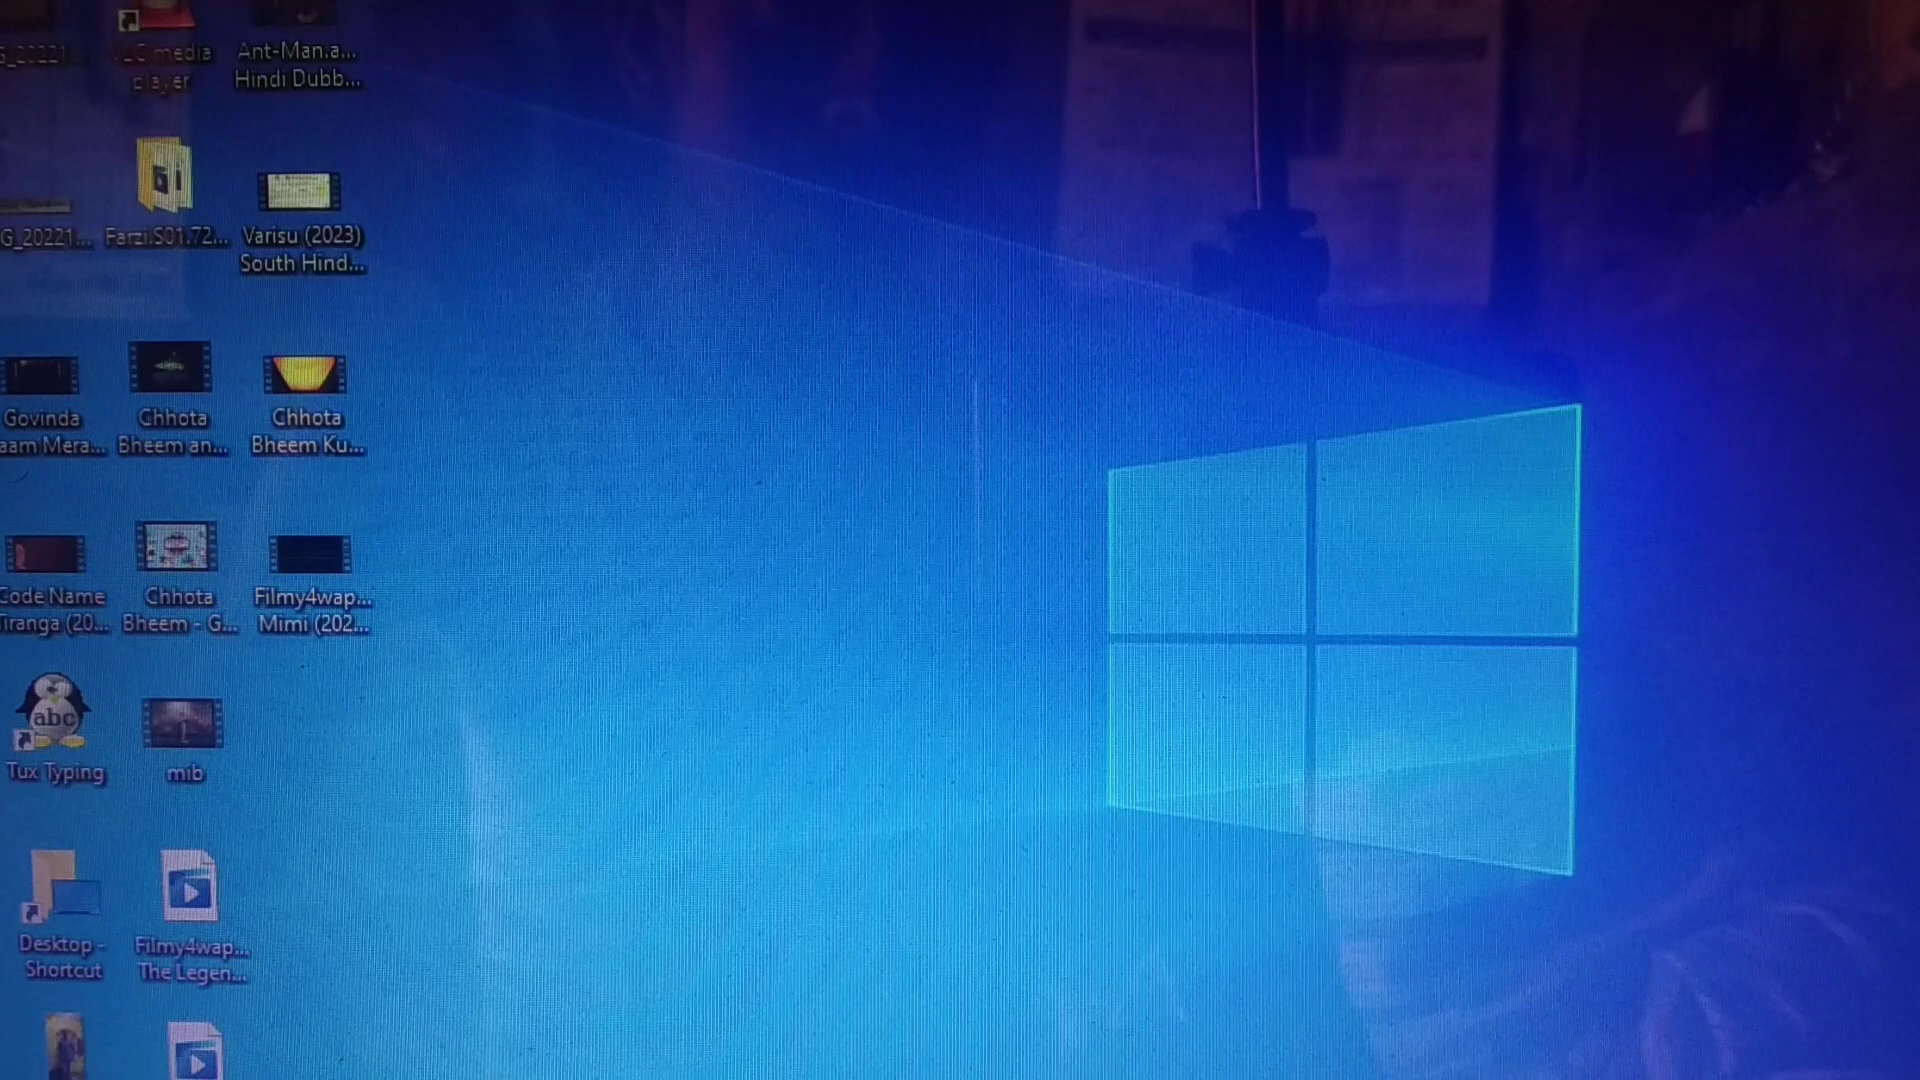 G_20221...
VLC media
player
Ant-Man.a...
Hindi Dubb...
G_20221...
Farzi.S01.72...
Varisu (2023)
South Hind...
Govinda
aam Mera...
Chhota
Bheem an...
Chhota
Bheem Ku...
Code Name
Tiranga (20...
Chhota
Bheem - G...
Filmy4wap...
Mimi (202...
abc
Tux Typing
mib
Desktop -
Shortcut
Filmy4wap...
The Legen...